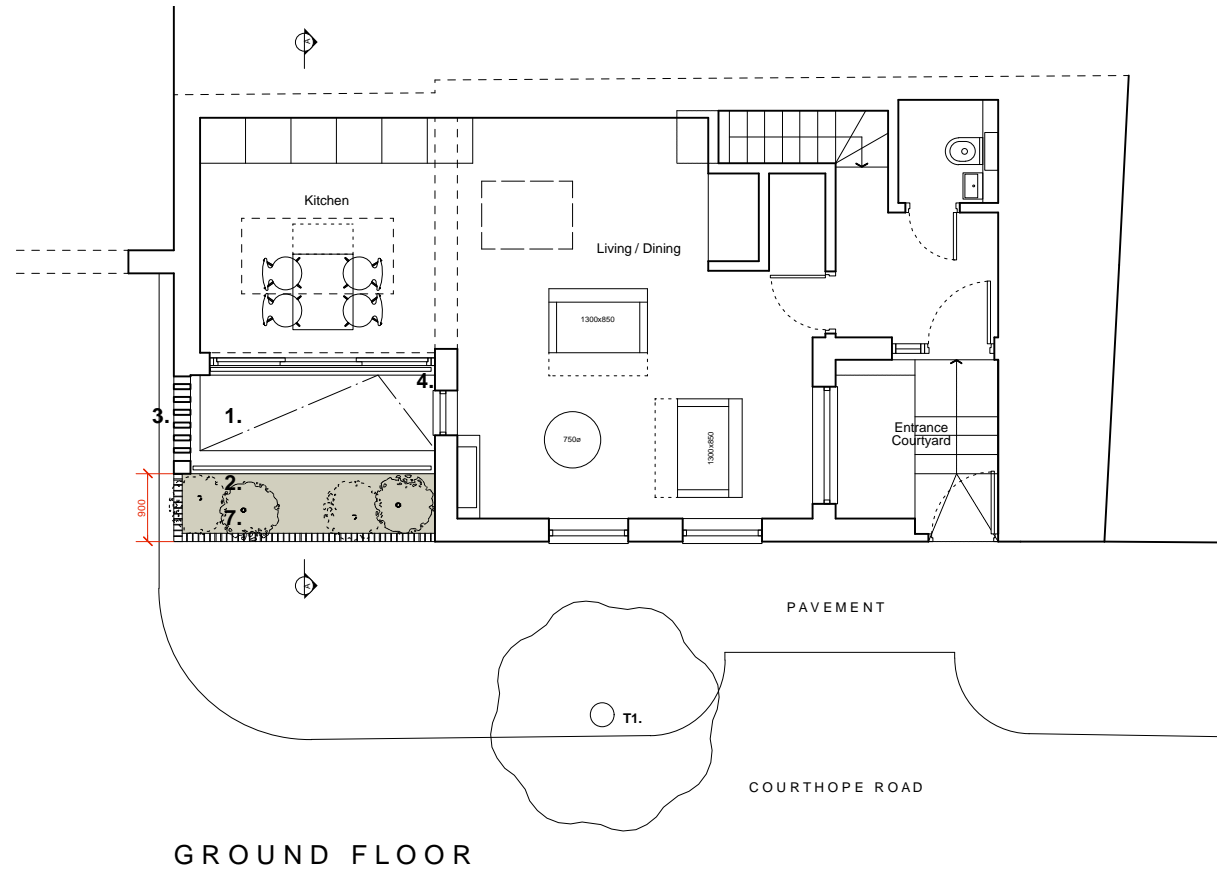 A
Kitchen
Living / Dining
1300x850
4.
3.
1.
750ø
1300x850
Entrance
Courtyard
2.
900
7.
A
PAVEMENT
T1.
COURTHOPE ROAD
GROUND FLOOR